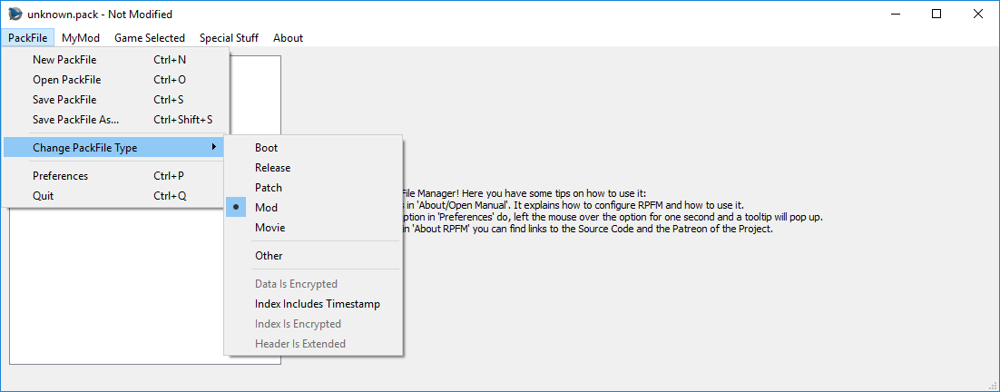 unknown.pack - Not Modified
PackFile MyMod Game Selected Special Stuff About
New PackFile Ctrl+N
Open PackFile Ctrl+O
Save PackFile Ctrl+S
Save PackFile As... Ctrl+Shift+S
Change PackFile Type
Preferences Ctrl+P
Quit Ctrl+Q
Boot
Release
Patch
Mod
Movie
Other
Data Is Encrypted
Index Includes Timestamp
Index Is Encrypted
Header Is Extended
File Manager! Here you have some tips on how to use it:
in 'About/Open Manual'. It explains how to configure RPFM and how to use it.
option in 'Preferences' do, left the mouse over the option for one second and a tooltip will pop up.
in 'About RPFM' you can find links to the Source Code and the Patreon of the Project.